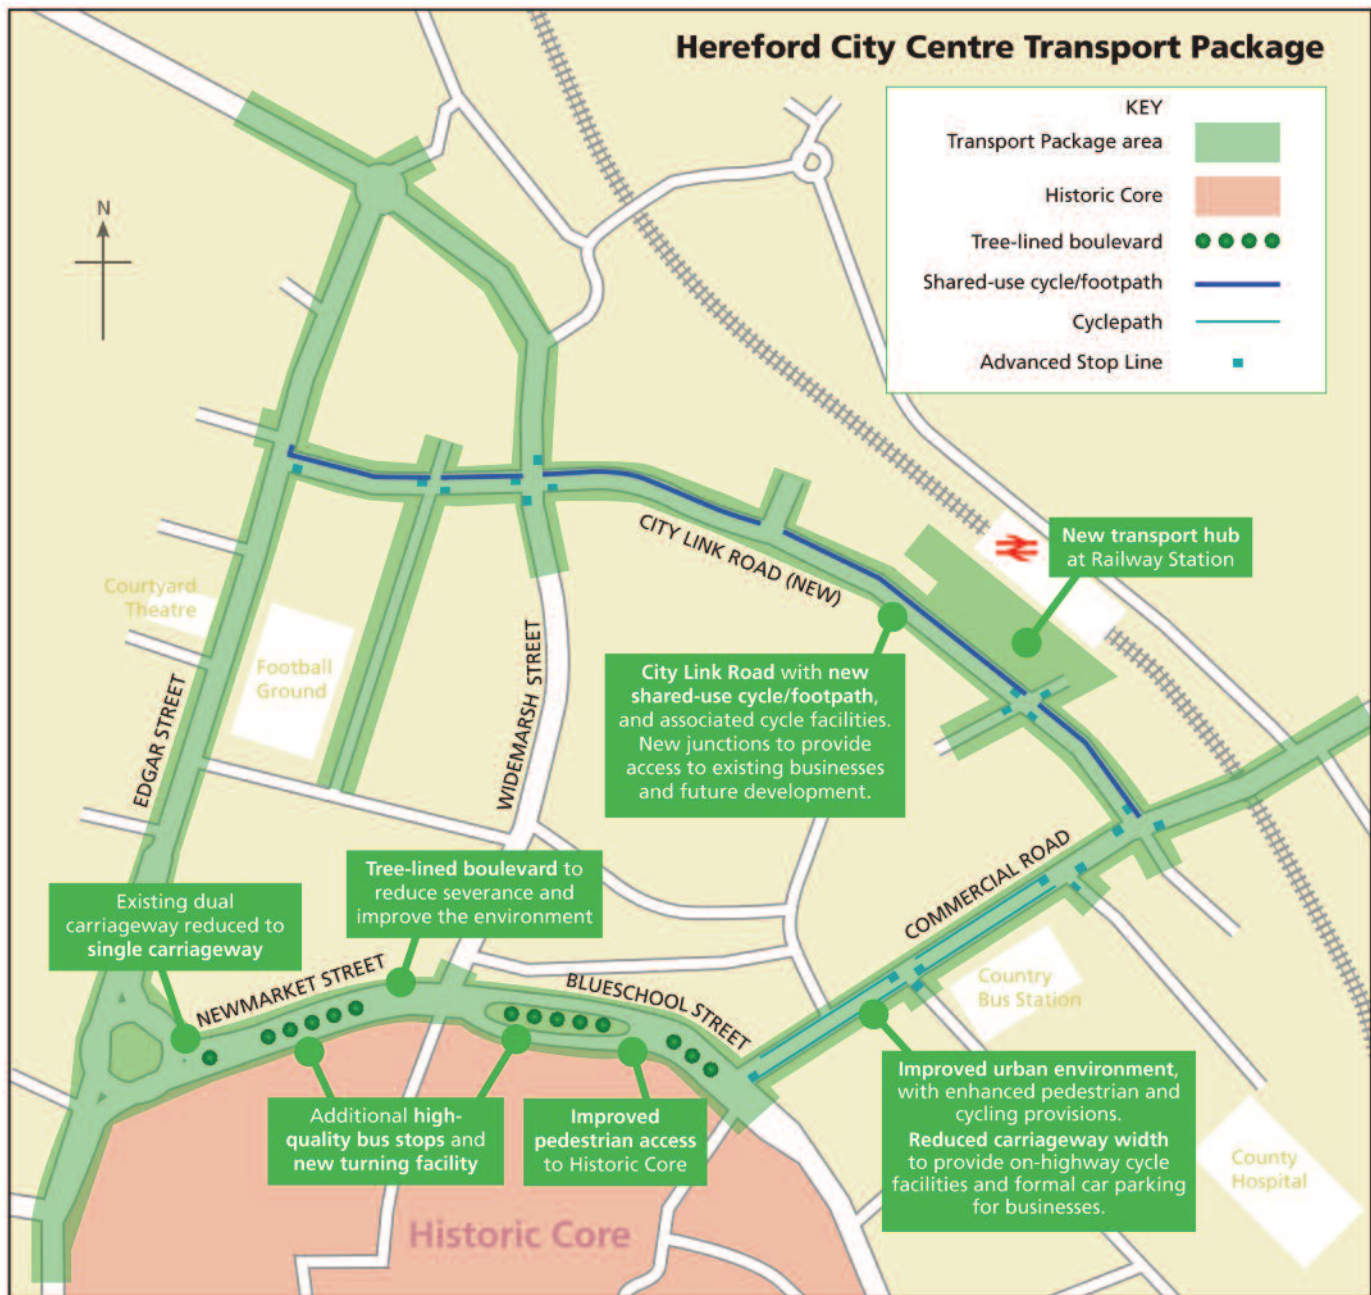 Hereford City Centre Transport Package
KEY
Transport Package area
Historic Core
Tree-lined boulevard
Shared-use cycle/footpath
Cyclepath
Advanced Stop Line
N
CITY LINK ROAD (NEW)
New transport hub
at Railway Station
Courtyard
Theatre
Football
Ground
EDGAR STREET
WIDEMARSH STREET
City Link Road with new
shared-use cycle/footpath,
and associated cycle facilities.
New junctions to provide
access to existing businesses
and future development.
COMMERCIAL ROAD
Tree-lined boulevard to
reduce severance and
improve the environment
Existing dual
carriageway reduced to
single carriageway
NEWMARKET STREET
BLUESCHOOL STREET
Country
Bus Station
Additional high-
quality bus stops and
new turning facility
Improved
pedestrian access
to Historic Core
Improved urban environment,
with enhanced pedestrian and
cycling provisions.
Reduced carriageway width
to provide on-highway cycle
facilities and formal car parking
for businesses.
County
Hospital
Historic Core